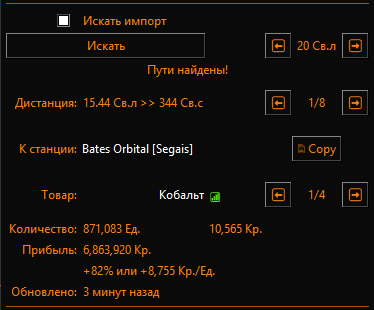 Искать импорт
Искать
20 Св.л
Пути найдены!
Дистанция: 15.44 Св.л >> 344 Св.с
1/8
К станции: Bates Orbital [Segais]
Copy
Товар: Кобальт
1/4
Количество: 871,083 Ед. 10,565 Кр.
Прибыль: 6,863,920 Кр.
+82% или +8,755 Кр./Ед.
Обновлено: 3 минут назад